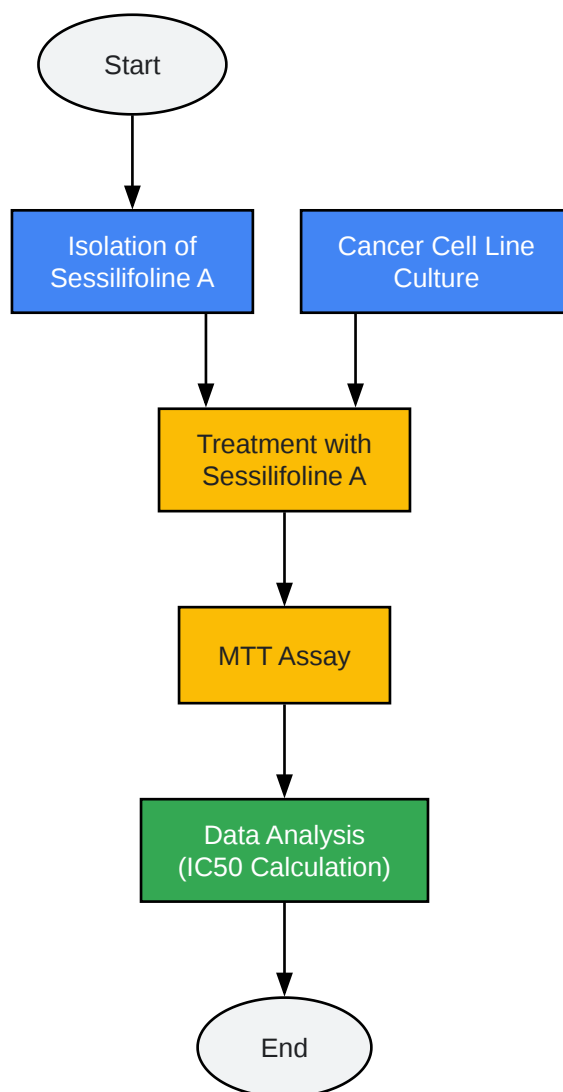 Start
Isolation of
Sessilifoline A
Cancer Cell Line
Culture
Treatment with
Sessilifoline A
MTT Assay
Data Analysis
(IC50 Calculation)
End